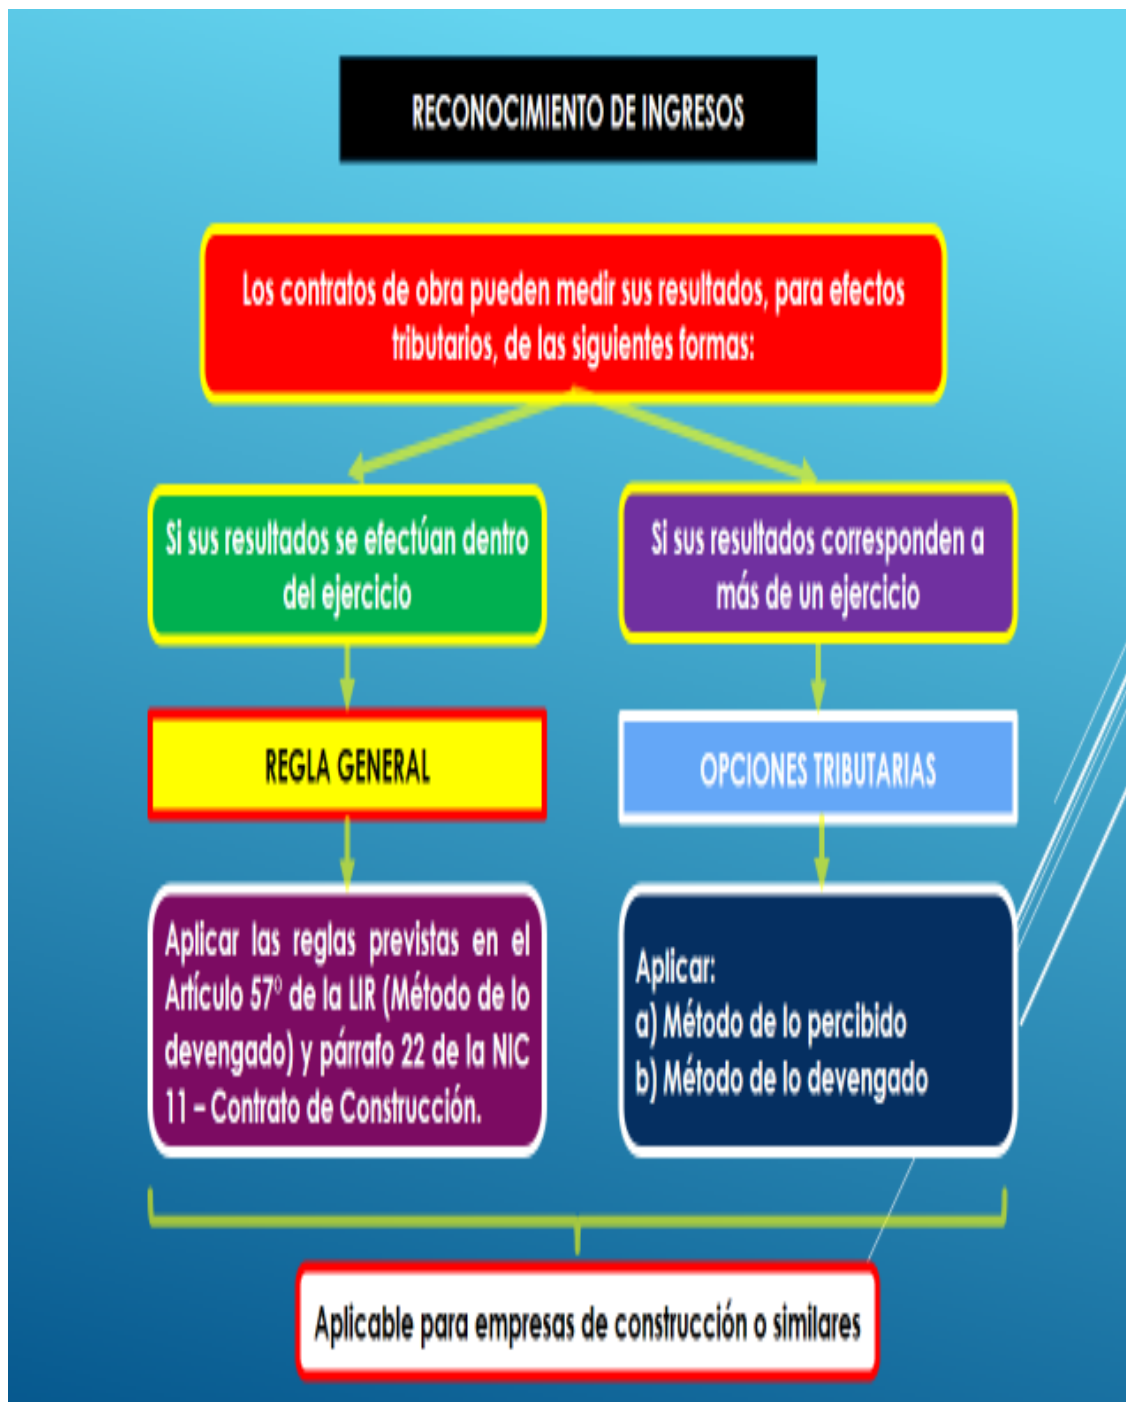 RECONOCIMIENTO DE INGRESOS
Los contratos de obra pueden medir sus resultados, para efectos
tributarios, de las siguientes formas:
Si sus resultados se efectúan dentro
del ejercicio
Si sus resultados corresponden a
más de un ejercicio
REGLA GENERAL
OPCIONES TRIBUTARIAS
Aplicar las reglas previstas en el
Artículo 57º de la LIR (Método de lo
devengado) y párrafo 22 de la NIC
11 – Contrato de Construcción.
Aplicar:
a) Método de lo percibido
b) Método de lo devengado
Aplicable para empresas de construcción o similares